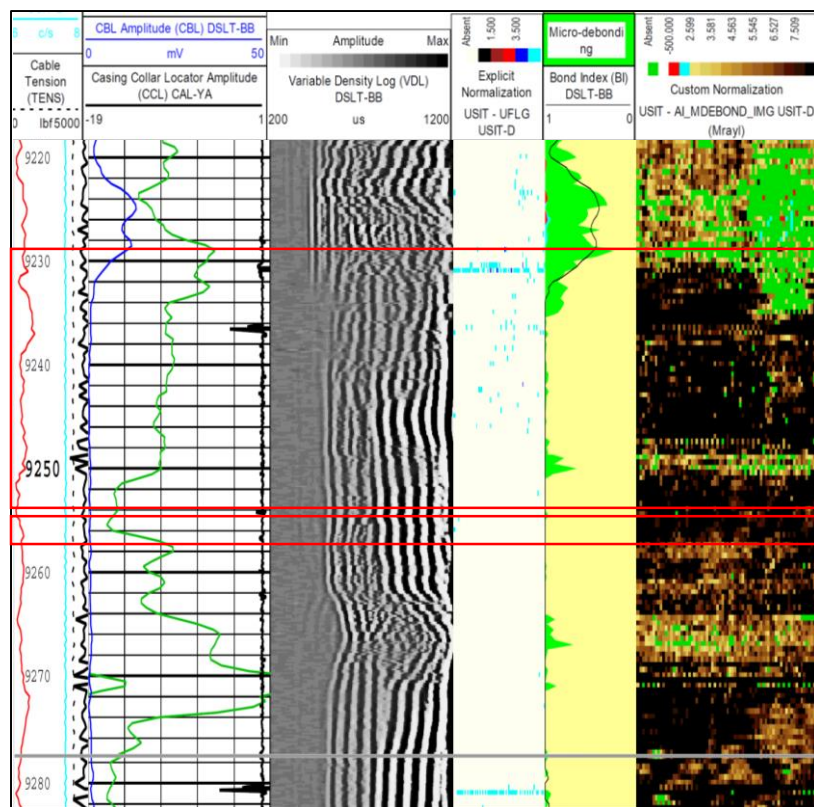 6 c/s 8
Cable
Tension
(TENS)
0 lbf 5000
CBL Amplitude (CBL) DSLT-BB
0 mV 50
Casing Collar Locator Amplitude
(CCL) CAL-YA
-19 1
Min Amplitude Max
Variable Density Log (VDL)
DSLT-BB
200 us 1200
Absent
1.500
3.500
Explicit
Normalization
USIT - UFLG
USIT-D
Micro-debondi
ng
Bond Index (BI)
DSLT-BB
1 0
Absent
-500.000
2.599
3.581
4.563
5.545
6.527
7.509
Custom Normalization
USIT - AI_MDEBOND_IMG USIT-D
(Mrayl)
9220
9230
9240
9250
9260
9270
9280